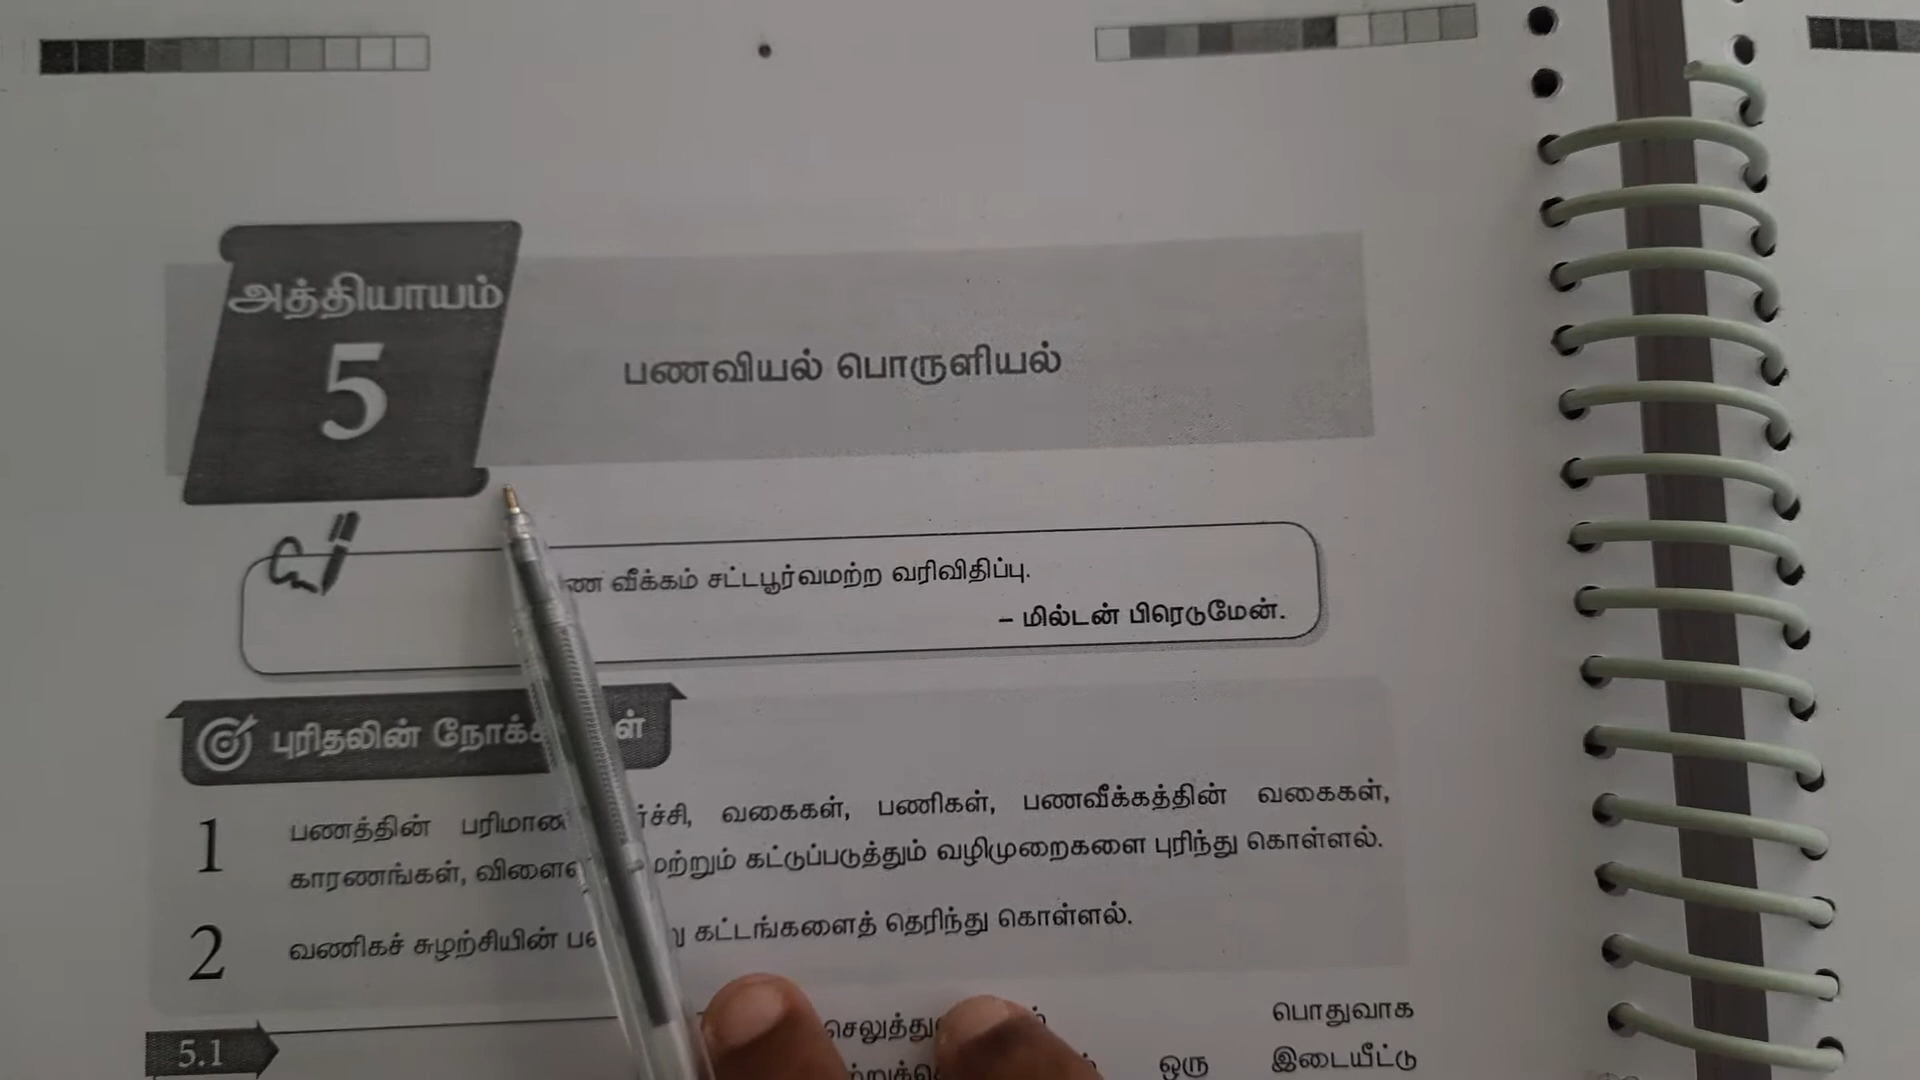 அத்தியாயம்
5
பணவியல் பொருளியல்
வீக்கம் சட்டபூர்வமற்ற வரிவிதிப்பு.
– மில்டன் பிரெடுமேன்.
புரிதலின்
1
பணத்தின் வகைகள், பணிகள், பணவீக்கத்தின் வகைகள்,
காரணங்கள், மற்றும் கட்டுப்படுத்தும் வழிமுறைகளை புரிந்து கொள்ளல்.
2
வணிகச் சுழற்சியின் கட்டங்களைத் தெரிந்து கொள்ளல்.
5.1
பொதுவாக
ஒரு இடையீட்டு